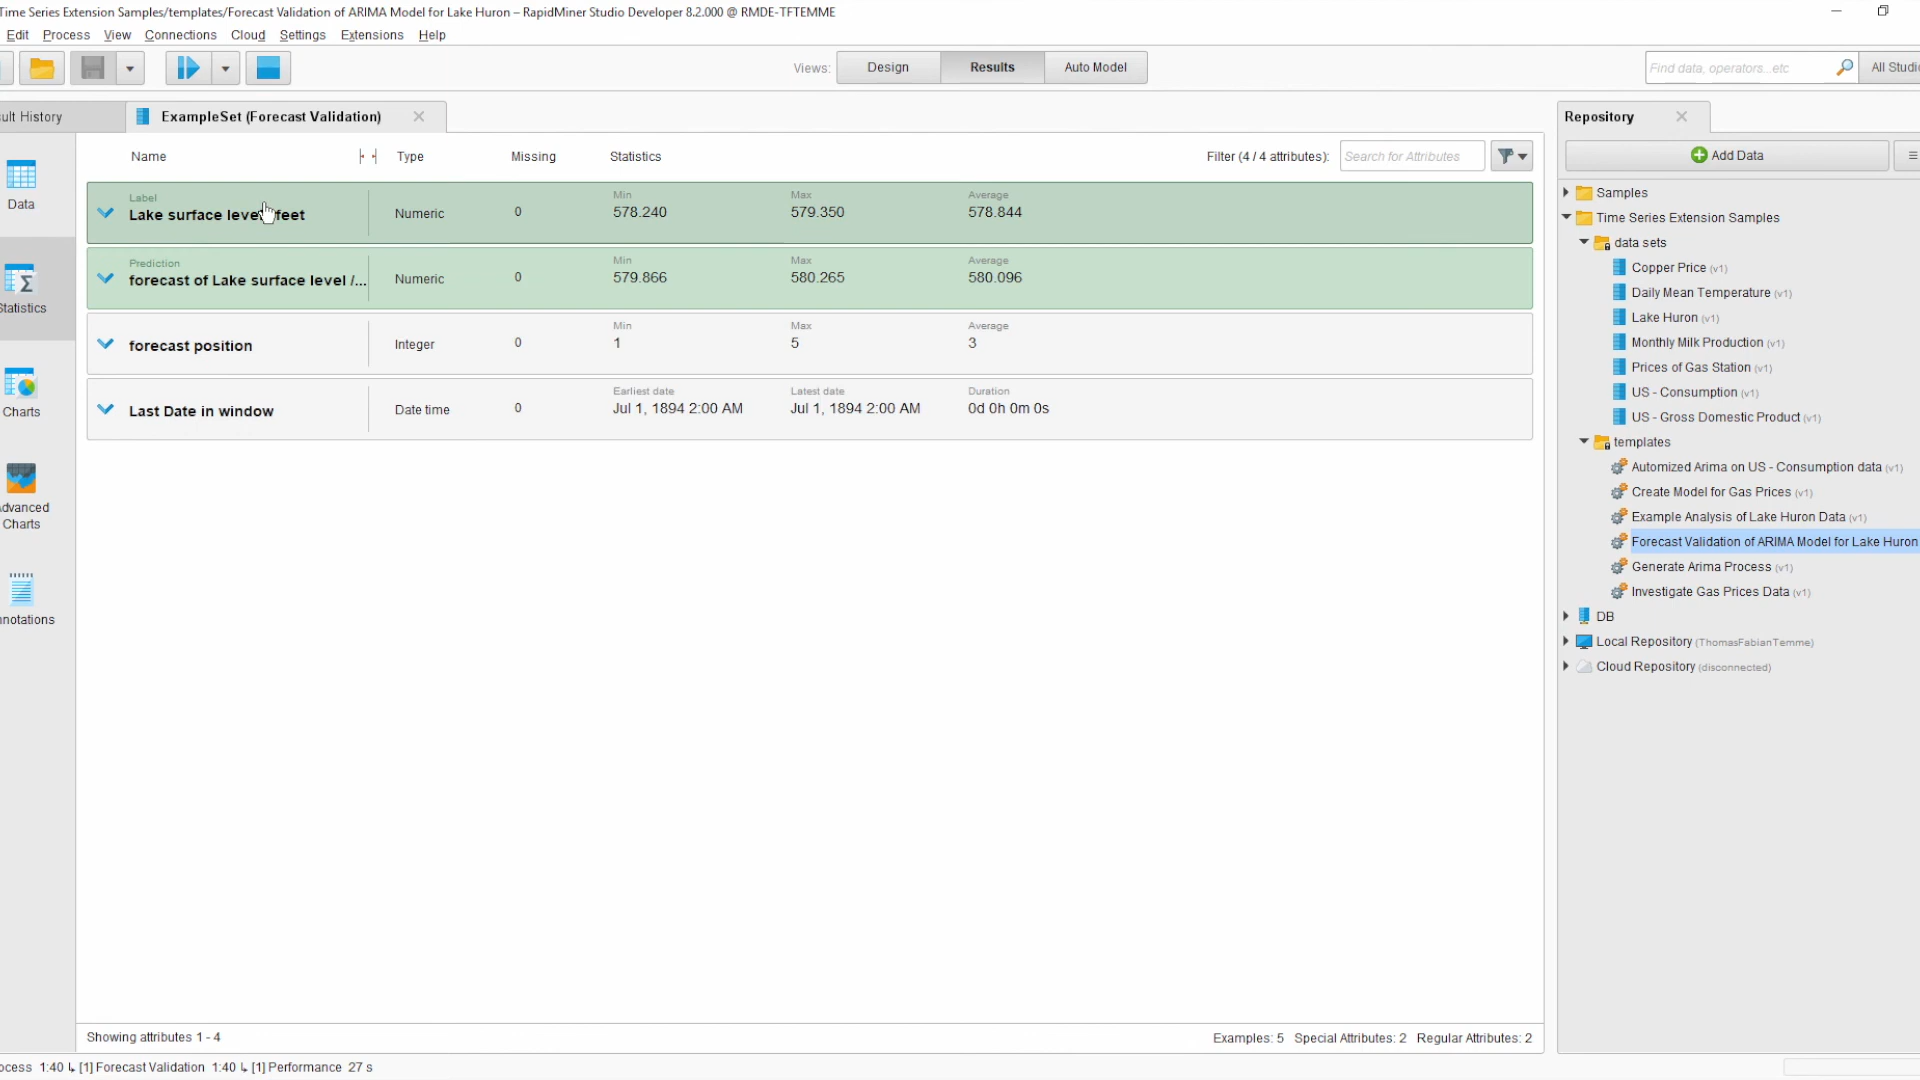 Time Series Extension Samples/templates/Forecast Validation of ARIMA Model for Lake Huron – RapidMiner Studio Developer 8.2.000 @ RMDE-TFTEMME
Edit Process View Connections Cloud Settings Extensions Help
Views: Design Results Auto Model
Find data, operators...etc
All Studi
ult History
ExampleSet (Forecast Validation)
Repository
Data
Statistics
Charts
dvanced
Charts
nnotations
Name Type Missing Statistics
Filter (4 / 4 attributes): Search for Attributes
Label
Lake surface leve feet
Numeric 0
Min Max Average
578.240 579.350 578.844
Prediction
forecast of Lake surface level /...
Numeric 0
Min Max Average
579.866 580.265 580.096
forecast position
Integer 0
Min Max Average
1 5 3
Last Date in window
Date time 0
Earliest date Latest date Duration
Jul 1, 1894 2:00 AM Jul 1, 1894 2:00 AM 0d 0h 0m 0s
Add Data
Samples
Time Series Extension Samples
data sets
Copper Price (v1)
Daily Mean Temperature (v1)
Lake Huron (v1)
Monthly Milk Production (v1)
Prices of Gas Station (v1)
US - Consumption (v1)
US - Gross Domestic Product (v1)
templates
Automized Arima on US - Consumption data (v1)
Create Model for Gas Prices (v1)
Example Analysis of Lake Huron Data (v1)
Forecast Validation of ARIMA Model for Lake Huron
Generate Arima Process (v1)
Investigate Gas Prices Data (v1)
DB
Local Repository (ThomasFabianTemme)
Cloud Repository (disconnected)
Showing attributes 1 - 4
Examples: 5 Special Attributes: 2 Regular Attributes: 2
ocess 1:40 ↳ [1] Forecast Validation 1:40 ↳ [1] Performance 27 s